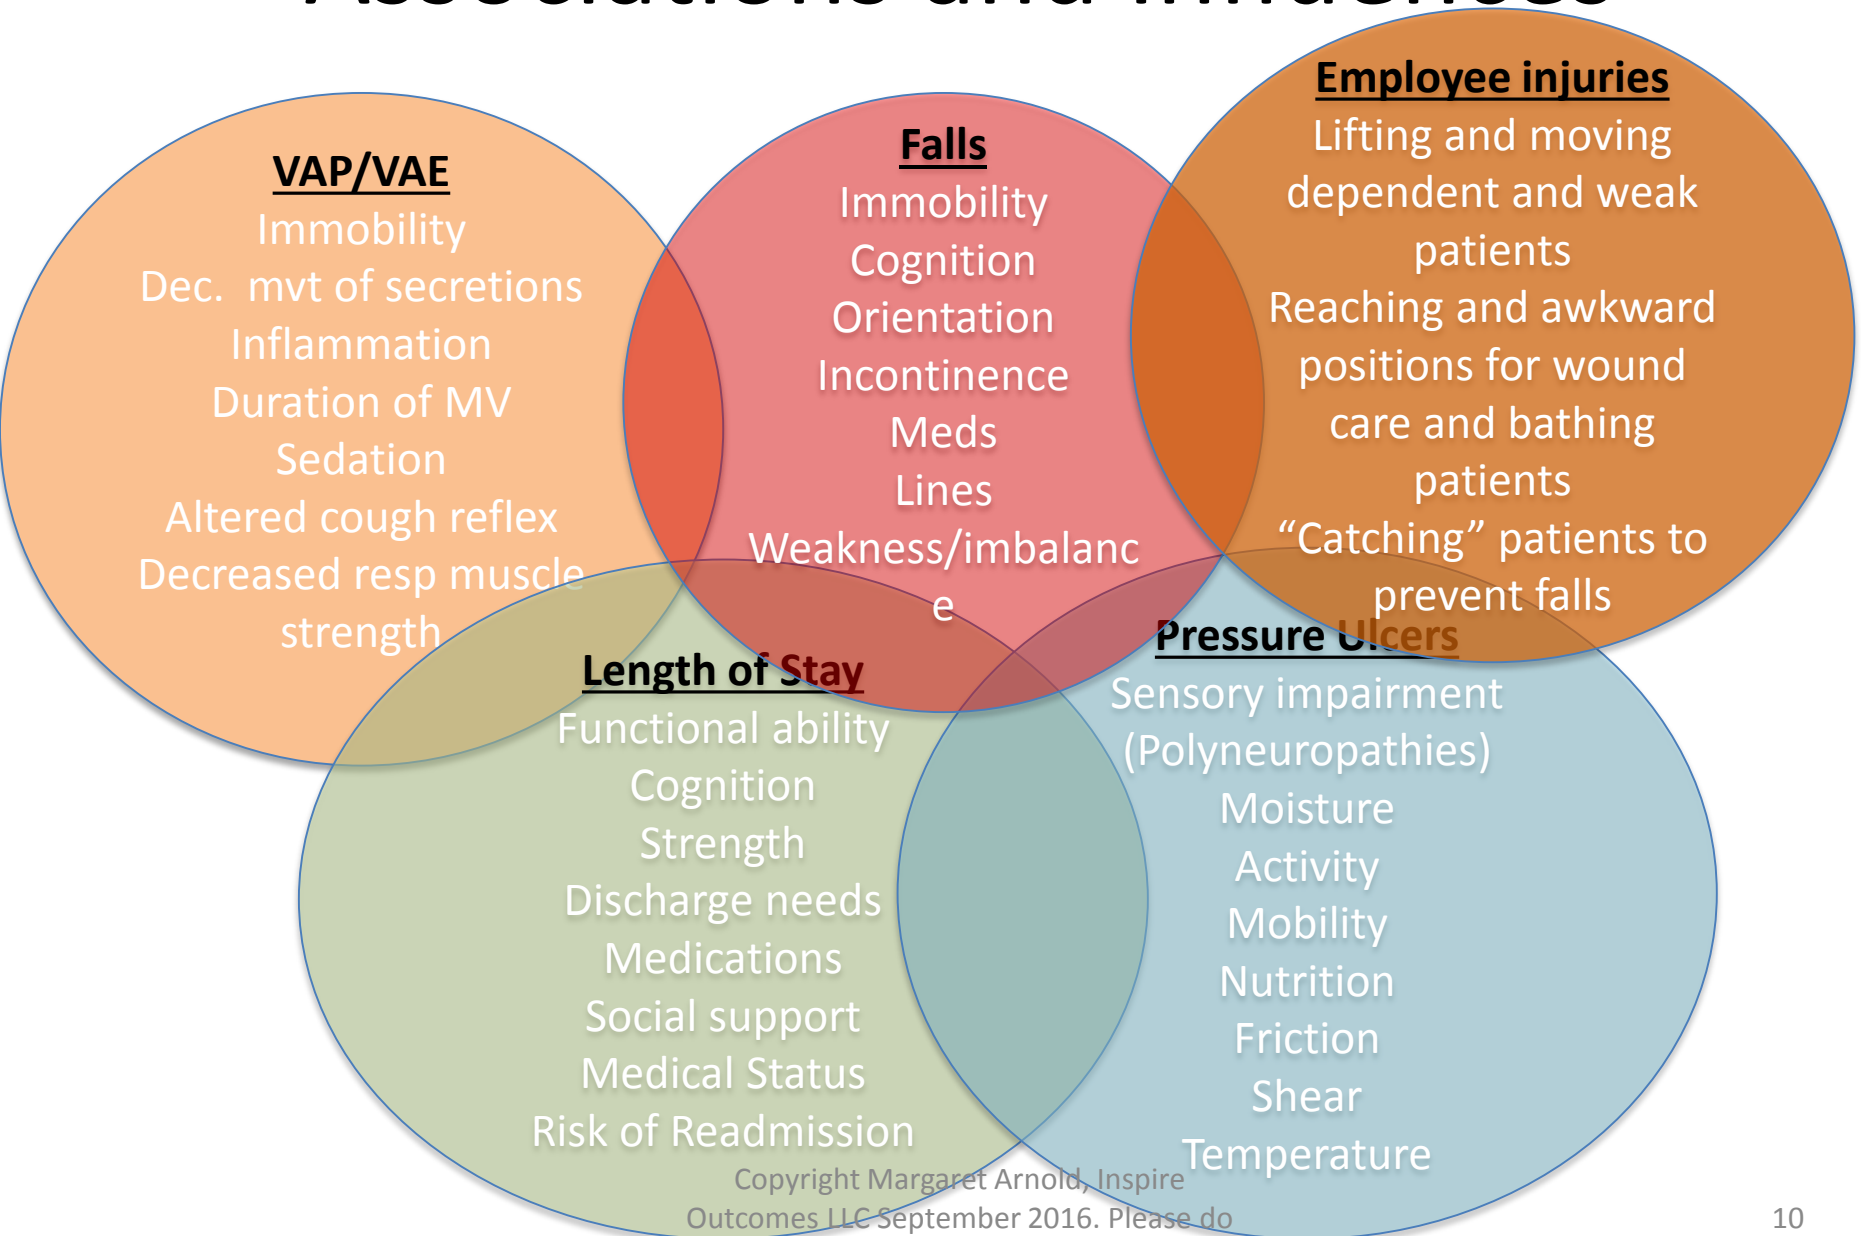 Associations and Influences
VAP/VAE
Immobility
Dec.  mvt of secretions
Inflammation
Duration of MV
Sedation
Altered cough reflex
Decreased resp muscle
strength
Falls
Immobility
Cognition
Orientation
Incontinence
Meds
Lines
Weakness/imbalanc
e
Employee injuries
Lifting and moving
dependent and weak
patients
Reaching and awkward
positions for wound
care and bathing
patients
“Catching” patients to
prevent falls
Length of Stay
Functional ability
Cognition
Strength
Discharge needs
Medications
Social support
Medical Status
Risk of Readmission
Pressure Ulcers
Sensory impairment
(Polyneuropathies)
Moisture
Activity
Mobility
Nutrition
Friction
Shear
Temperature
Copyright Margaret Arnold, Inspire
Outcomes LLC September 2016. Please do
10